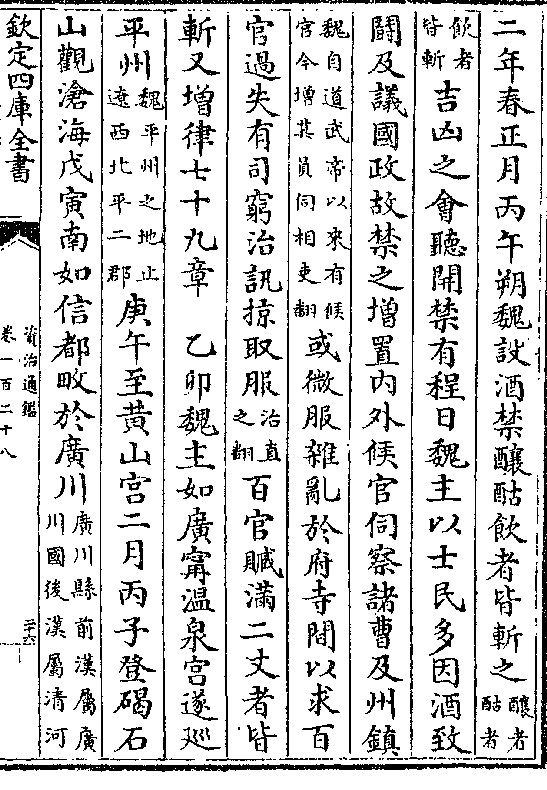 二年春正月丙午朔魏設酒禁釀酤飲者皆斬之釀者酤者
飲者皆斬吉凶之會聽開禁有程日魏主以士民多因酒致
鬭及議國政故禁之增置内外候官伺察諸曹及州鎮
魏自道武帝以來有候官今增其員伺相吏翻或微服雜亂於府寺間以求百
官過失有司窮治訊掠取服治直之翻百官贓滿二丈者皆
斬又增律七十九章　乙卯魏主如廣甯温泉宮遂巡
平州魏平州之地止遼西北平二郡庚午至黃山宮二月丙子登碣石
山觀滄海戊寅南如信都畋於廣川廣川縣前漢屬廣川國後漢屬清河
欽定四庫全書
資治通鑑
卷一百二十八
二十六